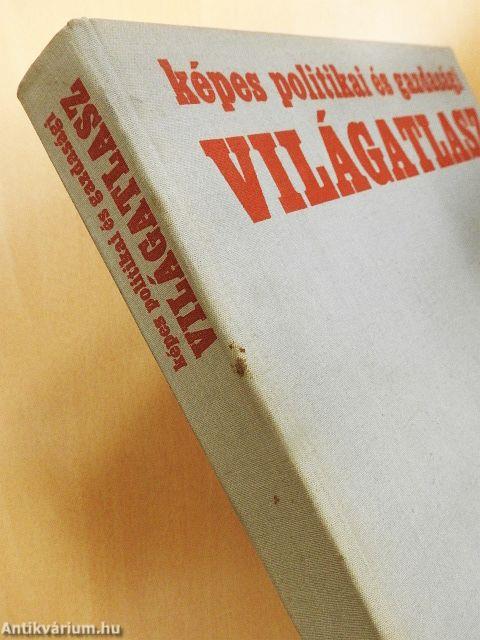 képes politikai és gazdasági
VILÁGATLASZ
képes politikai és gazdasági
VILÁGATLASZ
Antikvárium.hu